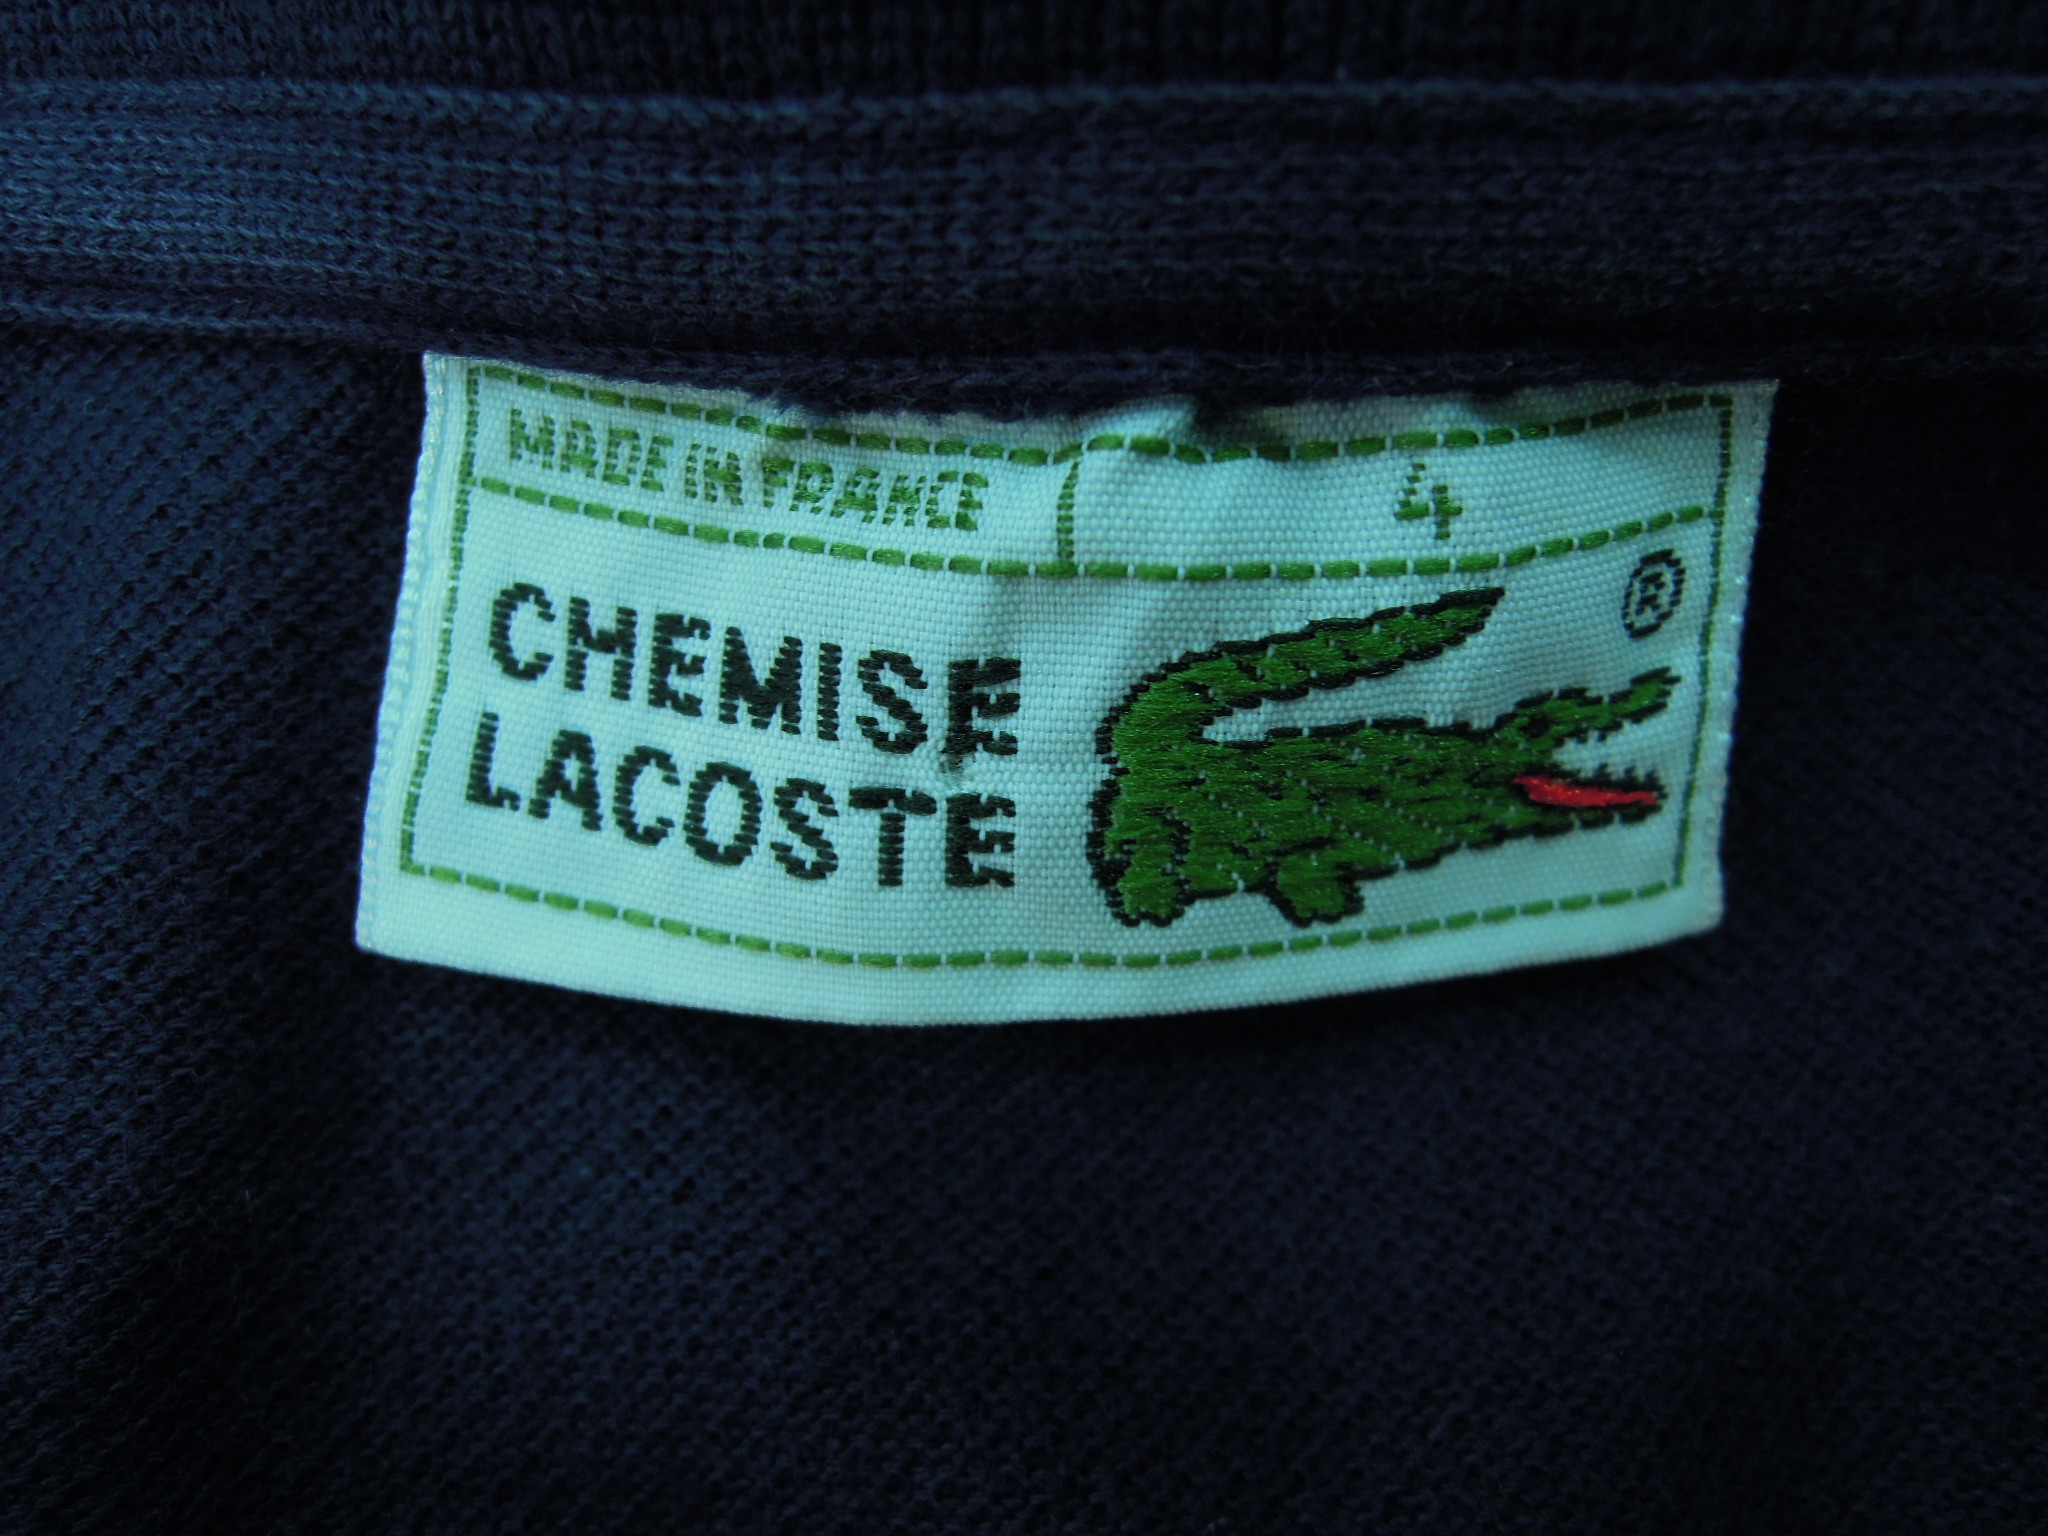 MADE IN FRANCE 4
CHEMISE
LACOSTE
®